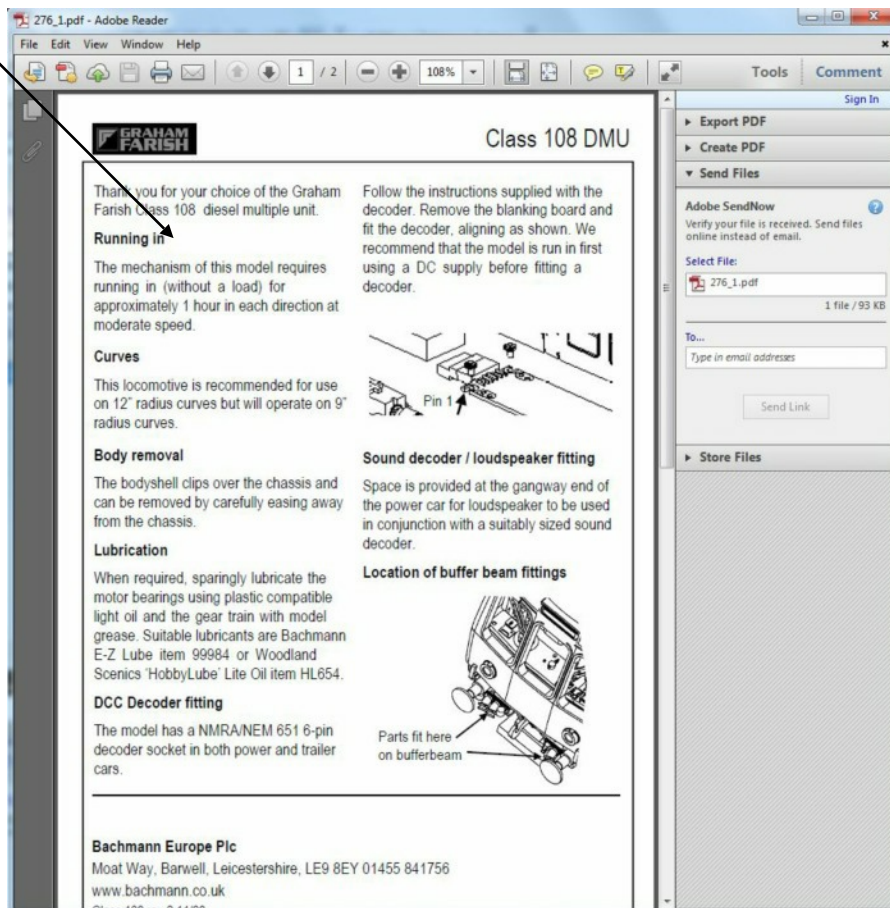 276_1.pdf - Adobe Reader
File Edit View Window Help
1 / 2
108%
Tools Comment
Sign In
GRAHAM
FARISH
Class 108 DMU
Thank you for your choice of the Graham
Farish Class 108 diesel multiple unit.
Running in
The mechanism of this model requires
running in (without a load) for
approximately 1 hour in each direction at
moderate speed.
Curves
This locomotive is recommended for use
on 12" radius curves but will operate on 9"
radius curves.
Body removal
The bodyshell clips over the chassis and
can be removed by carefully easing away
from the chassis.
Lubrication
When required, sparingly lubricate the
motor bearings using plastic compatible
light oil and the gear train with model
grease. Suitable lubricants are Bachmann
E-Z Lube item 99984 or Woodland
Scenics 'HobbyLube' Lite Oil item HL654.
DCC Decoder fitting
The model has a NMRA/NEM 651 6-pin
decoder socket in both power and trailer
cars.
Follow the instructions supplied with the
decoder. Remove the blanking board and
fit the decoder, aligning as shown. We
recommend that the model is run in first
using a DC supply before fitting a
decoder.
Pin 1
Sound decoder / loudspeaker fitting
Space is provided at the gangway end of
the power car for loudspeaker to be used
in conjunction with a suitably sized sound
decoder.
Location of buffer beam fittings
Parts fit here
on bufferbeam
Bachmann Europe Plc
Moat Way, Barwell, Leicestershire, LE9 8EY 01455 841756
www.bachmann.co.uk
Export PDF
Create PDF
Send Files
Adobe SendNow
Verify your file is received. Send files
online instead of email.
Select File:
276_1.pdf
1 file / 93 KB
To...
Type in email addresses
Send Link
Store Files